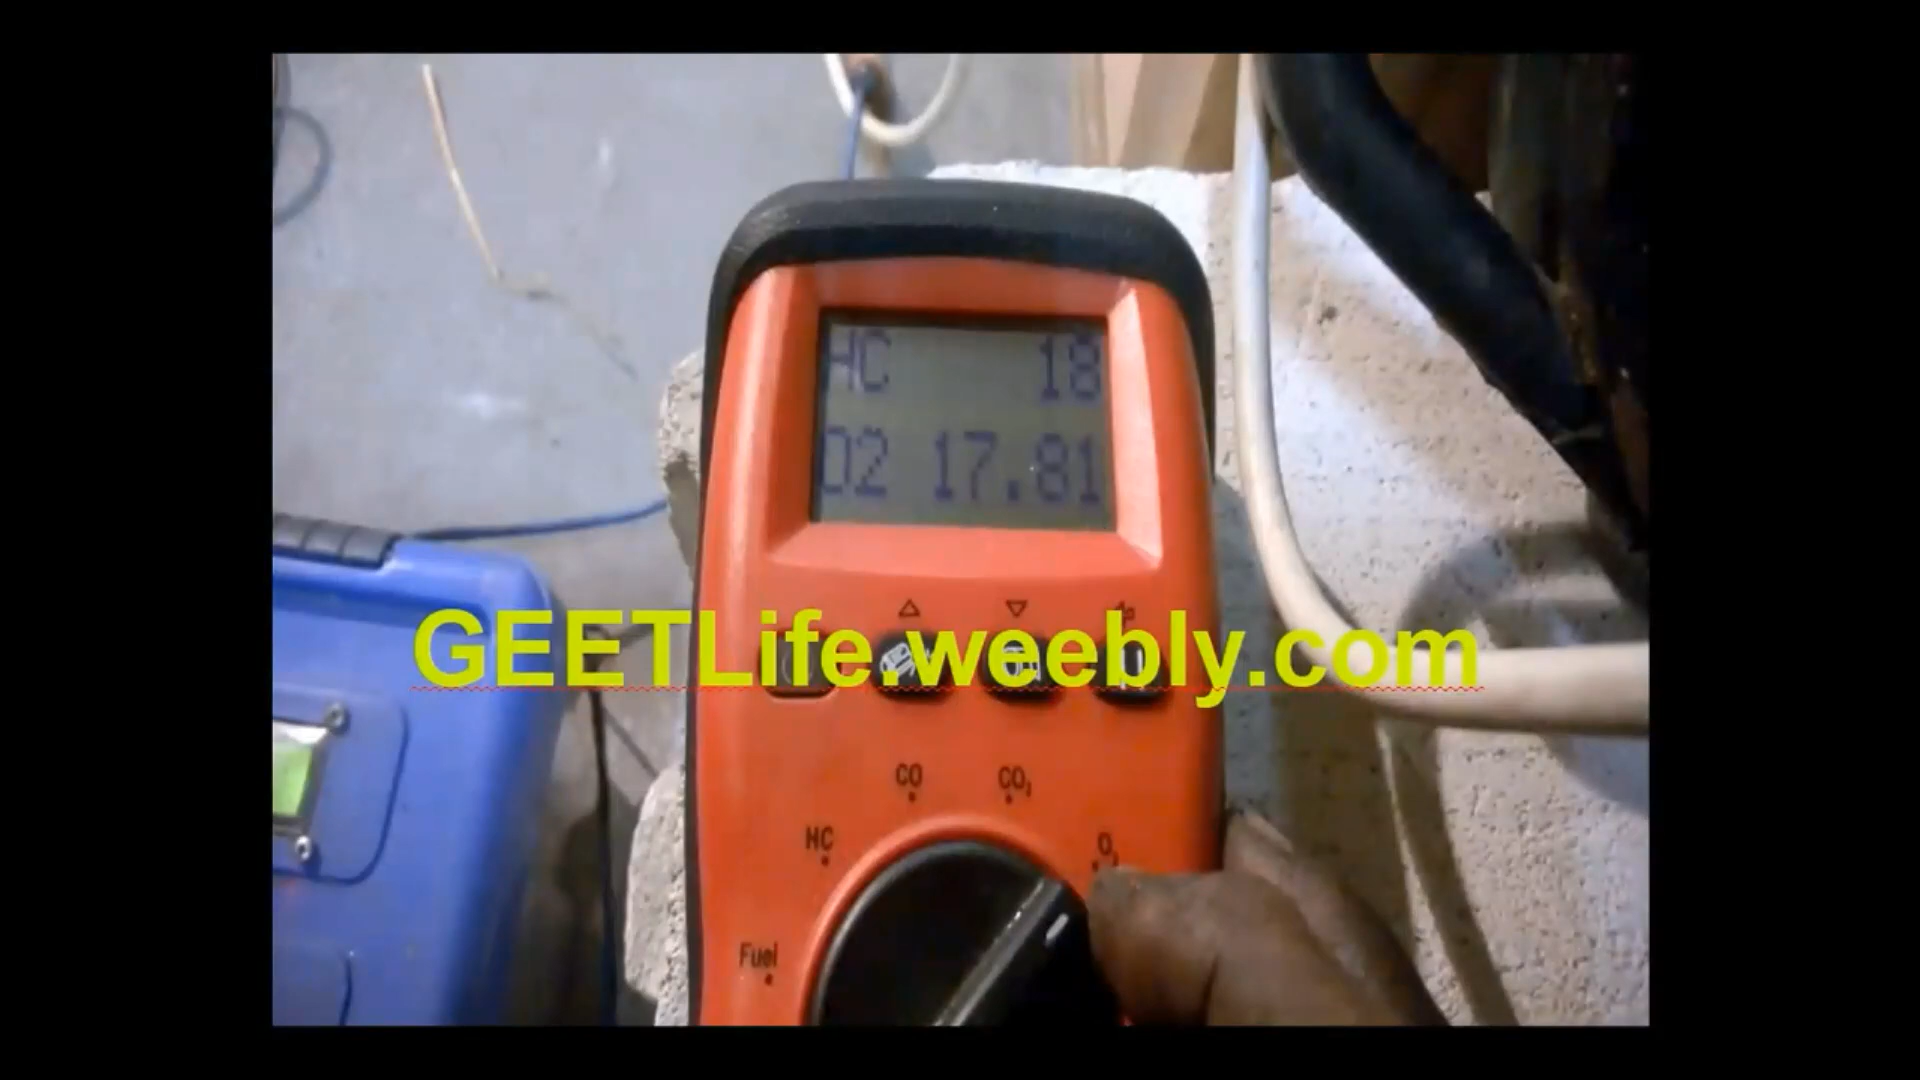 HC 18
O2 17.81
GEETLife.weebly.com
CO CO₂
HC O₂
Fuel